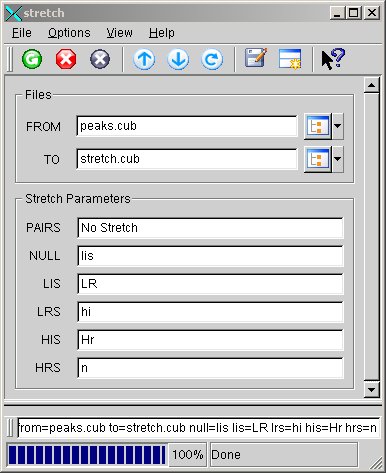 stretch
File Options View Help
G
Files
FROM peaks.cub
TO stretch.cub
Stretch Parameters
PAIRS No Stretch
NULL lis
LIS LR
LRS hi
HIS Hr
HRS n
from=peaks.cub to=stretch.cub null=lis lis=LR lrs=hi his=Hr hrs=n
100% Done